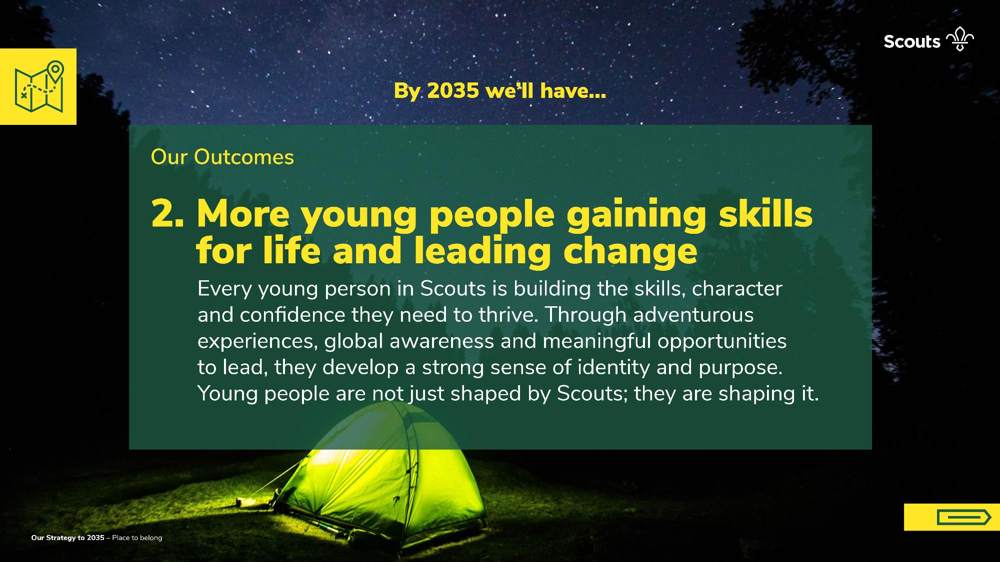 Scouts
By 2035 we'll have...
Our Outcomes
2. More young people gaining skills
for life and leading change
Every young person in Scouts is building the skills, character
and confidence they need to thrive. Through adventurous
experiences, global awareness and meaningful opportunities
to lead, they develop a strong sense of identity and purpose.
Young people are not just shaped by Scouts; they are shaping it.
Our Strategy to 2035 – Place to belong